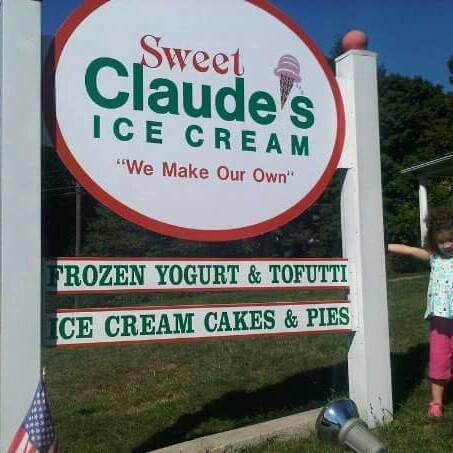 Sweet
Claude's
ICE CREAM
"We Make Our Own"
FROZEN YOGURT & TOFUTTI
ICE CREAM CAKES & PIES